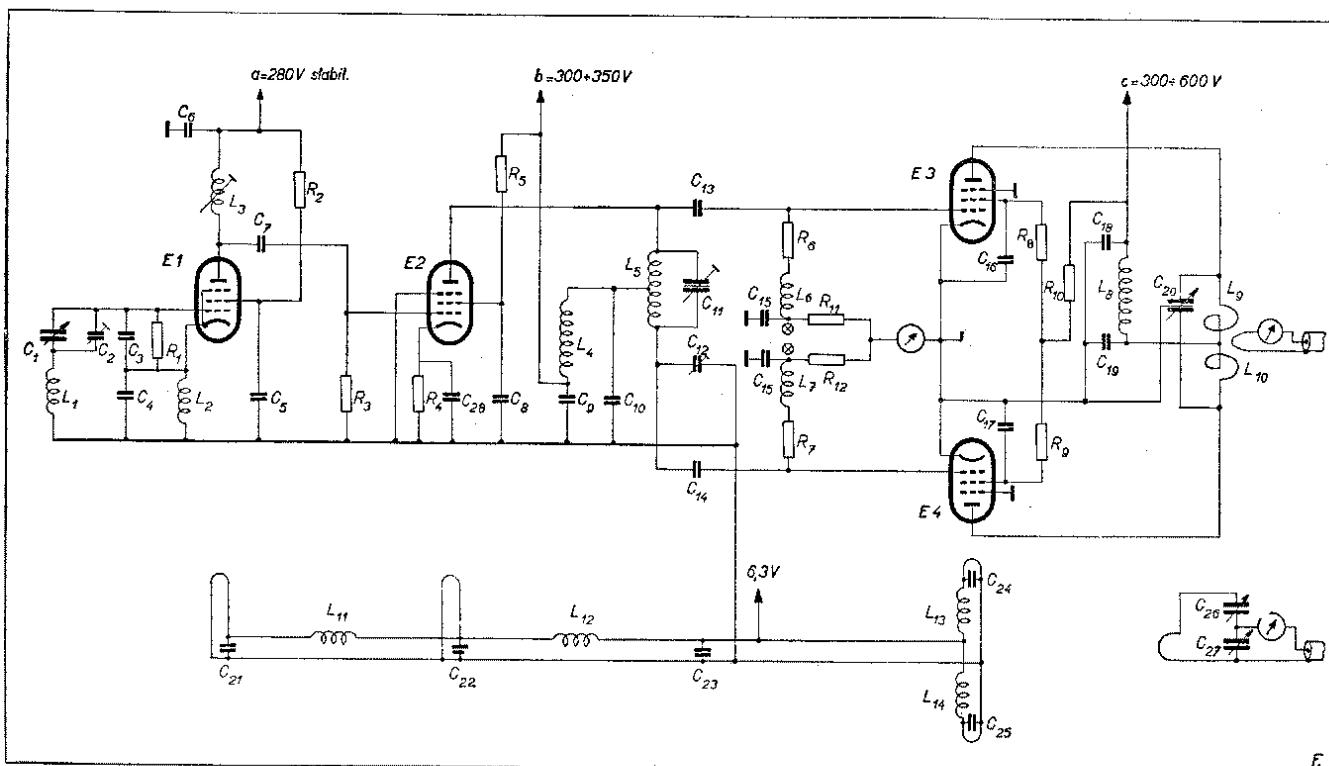 a=280V stabil.
b=300÷350V
c=300÷600V
C6
L3
R2
C7
E1
C1
C2
C3
R1
C4
L1
L2
C5
R3
E2
R4
C28
R5
C8
L4
C9
C10
L5
C11
C12
C13
C14
R6
L6
C15
R11
C15
R12
L7
R7
E3
C16
R8
R10
C18
L8
C19
C20
L9
L10
C17
R9
E4
6,3V
L11
L12
C21
C22
C23
L13
C24
L14
C25
C26
C27